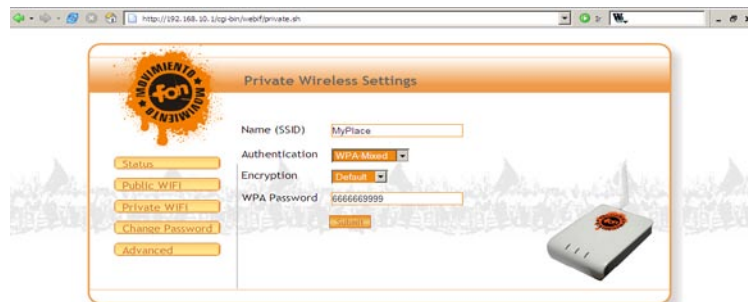 http://192.168.10.1/cgi-bin/webif/private.sh
MOVIMIENTO
fon
MOVIMIENTO
Private Wireless Settings
Name (SSID) MyPlace
Authentication WPA-Mixed
Encryption Default
WPA Password 6666669999
Submit
Status
Public WIFI
Private WIFI
Change Password
Advanced